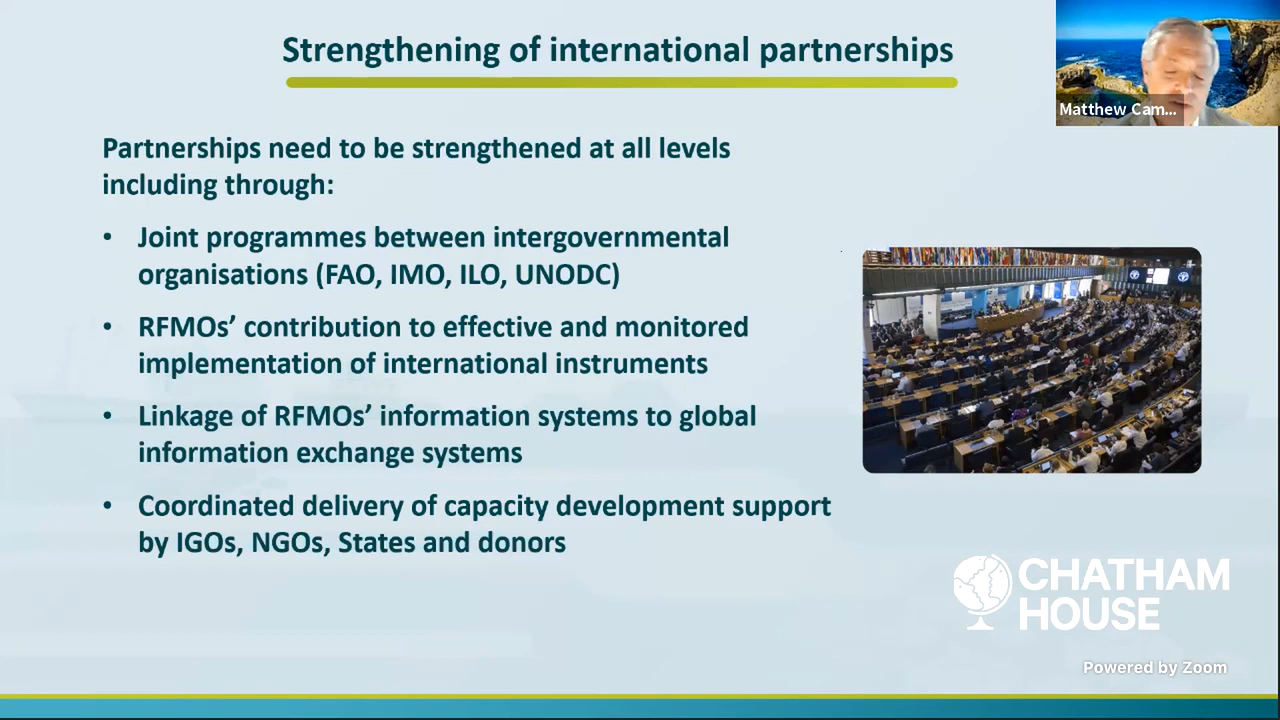 Strengthening of international partnerships
Matthew Cam...
Partnerships need to be strengthened at all levels
including through:
• Joint programmes between intergovernmental
organisations (FAO, IMO, ILO, UNODC)
• RFMOs’ contribution to effective and monitored
implementation of international instruments
• Linkage of RFMOs’ information systems to global
information exchange systems
• Coordinated delivery of capacity development support
by IGOs, NGOs, States and donors
CHATHAM
HOUSE
Powered by Zoom